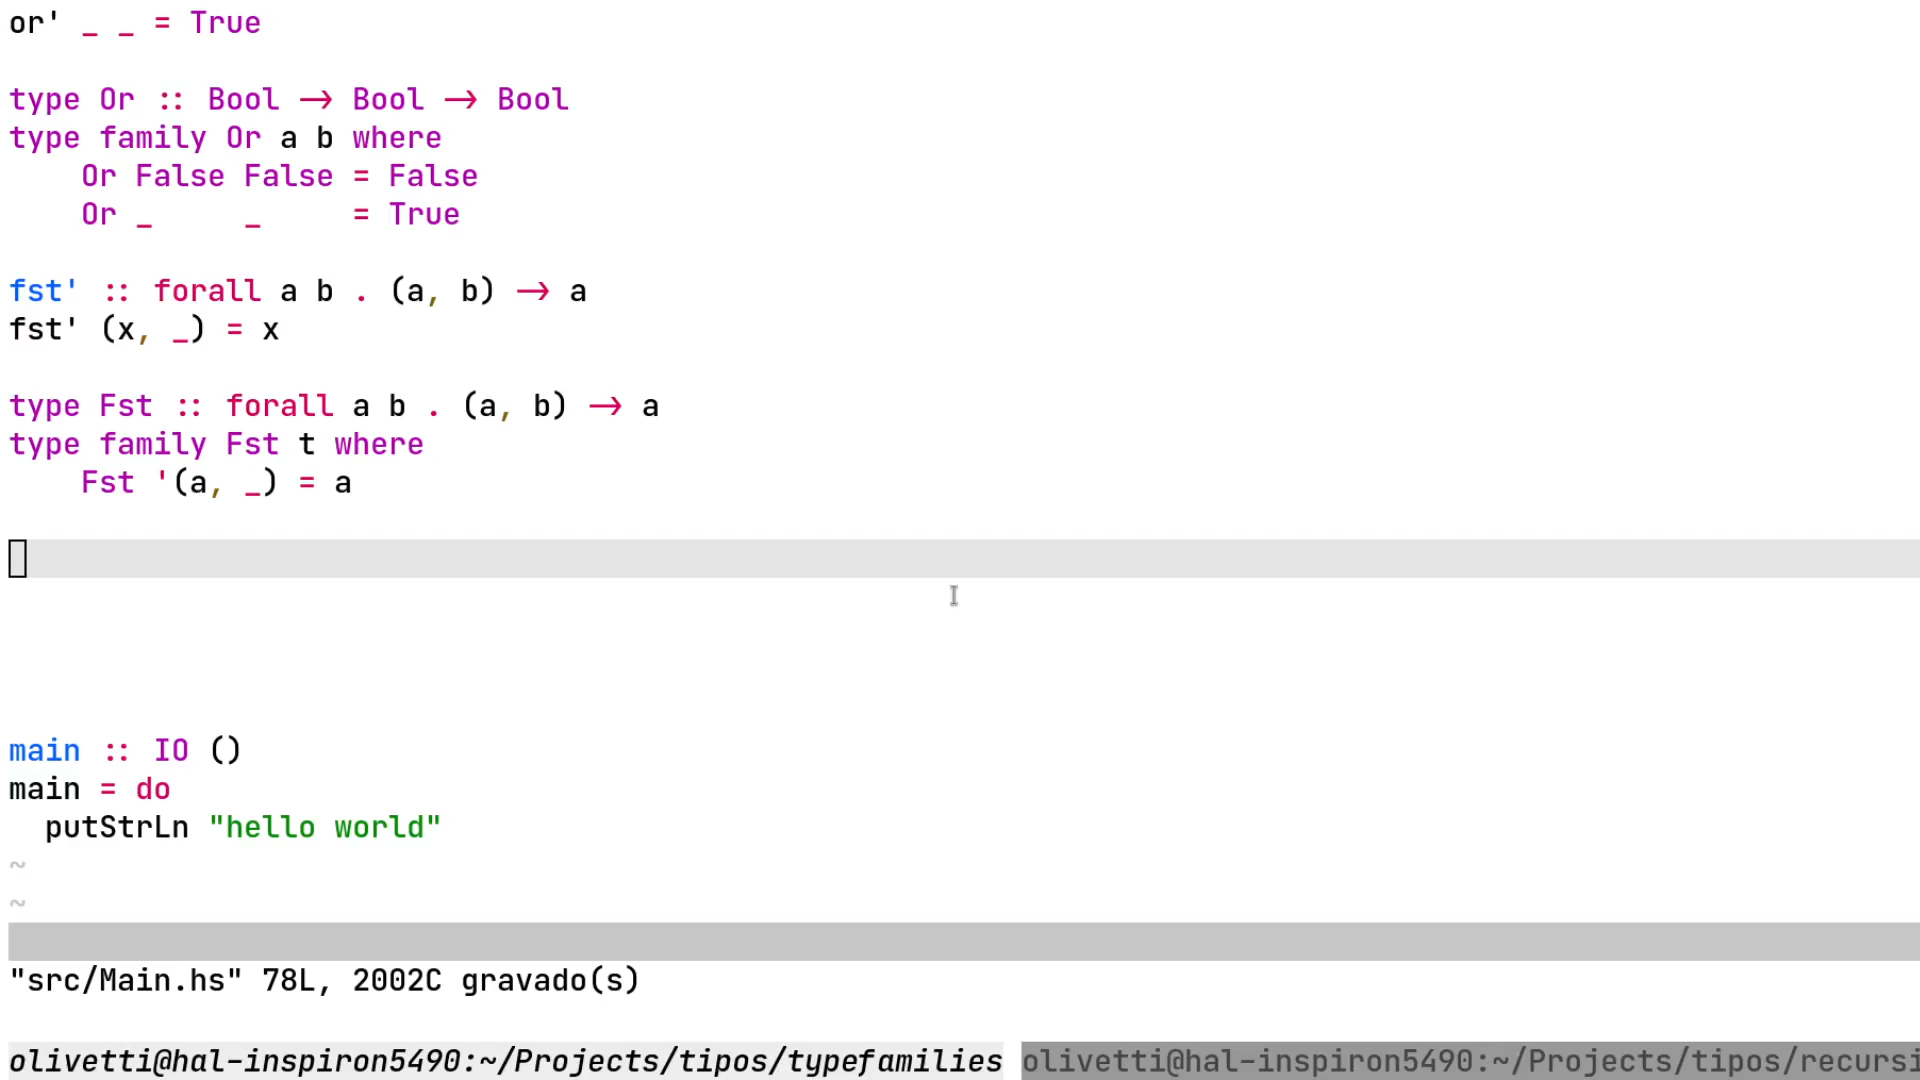 or' _ _ = True
type Or :: Bool -> Bool -> Bool
type family Or a b where
    Or False False = False
    Or _     _     = True
fst' :: forall a b . (a, b) -> a
fst' (x, _) = x
type Fst :: forall a b . (a, b) -> a
type family Fst t where
    Fst '(a, _) = a
main :: IO ()
main = do
  putStrLn "hello world"
~
~
"src/Main.hs" 78L, 2002C gravado(s)
olivetti@hal-inspiron5490:~/Projects/tipos/typefamilies olivetti@hal-inspiron5490:~/Projects/tipos/recursi